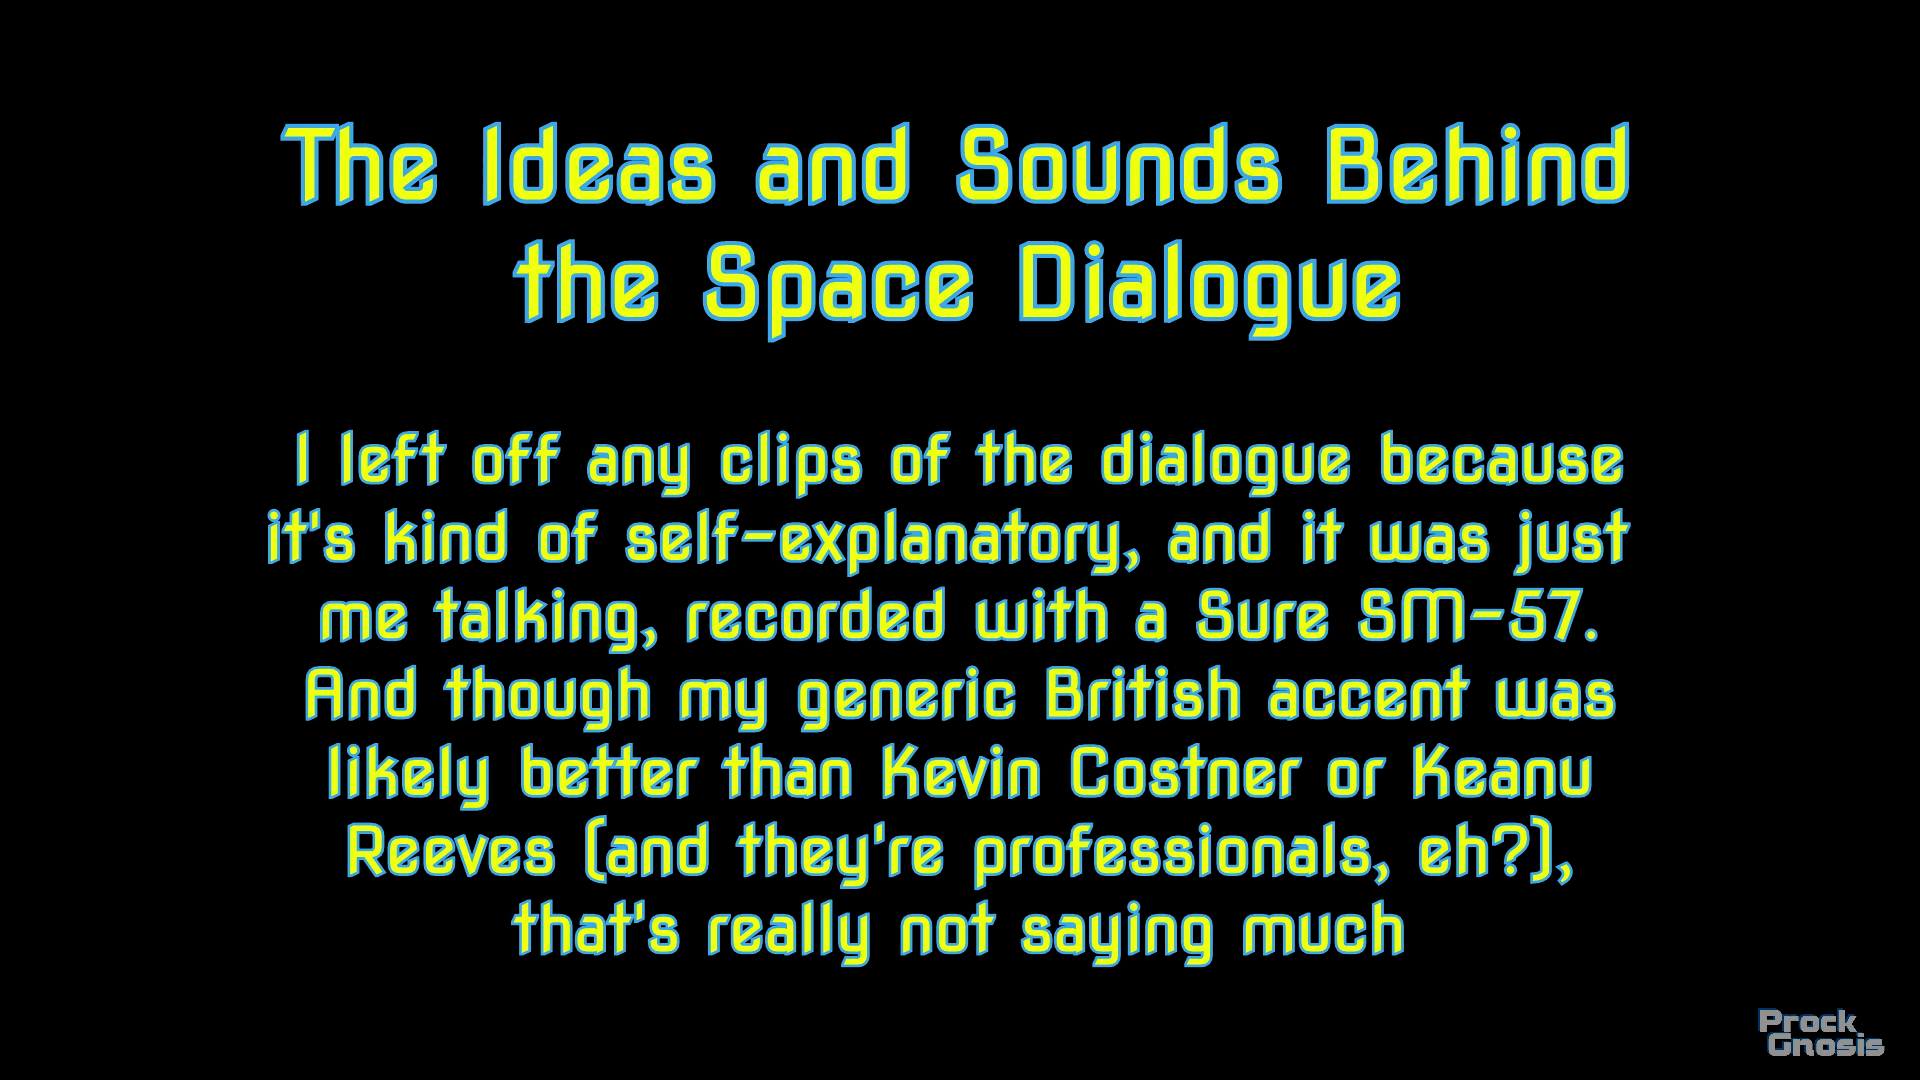 The Ideas and Sounds Behind
the Space Dialogue
I left off any clips of the dialogue because
it's kind of self-explanatory, and it was just
me talking, recorded with a Sure SM-57.
And though my generic British accent was
likely better than Kevin Costner or Keanu
Reeves (and they're professionals, eh?),
that's really not saying much
Prock
Gnosis